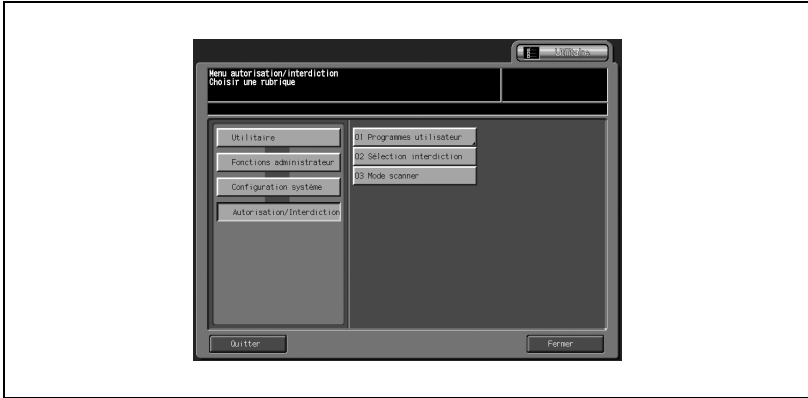 Utilitaire
Menu autorisation/interdiction
Choisir une rubrique
Utilitaire
Fonctions administrateur
Configuration système
Autorisation/Interdiction
01 Programmes utilisateur
02 Sélection interdiction
03 Mode scanner
Quitter
Fermer